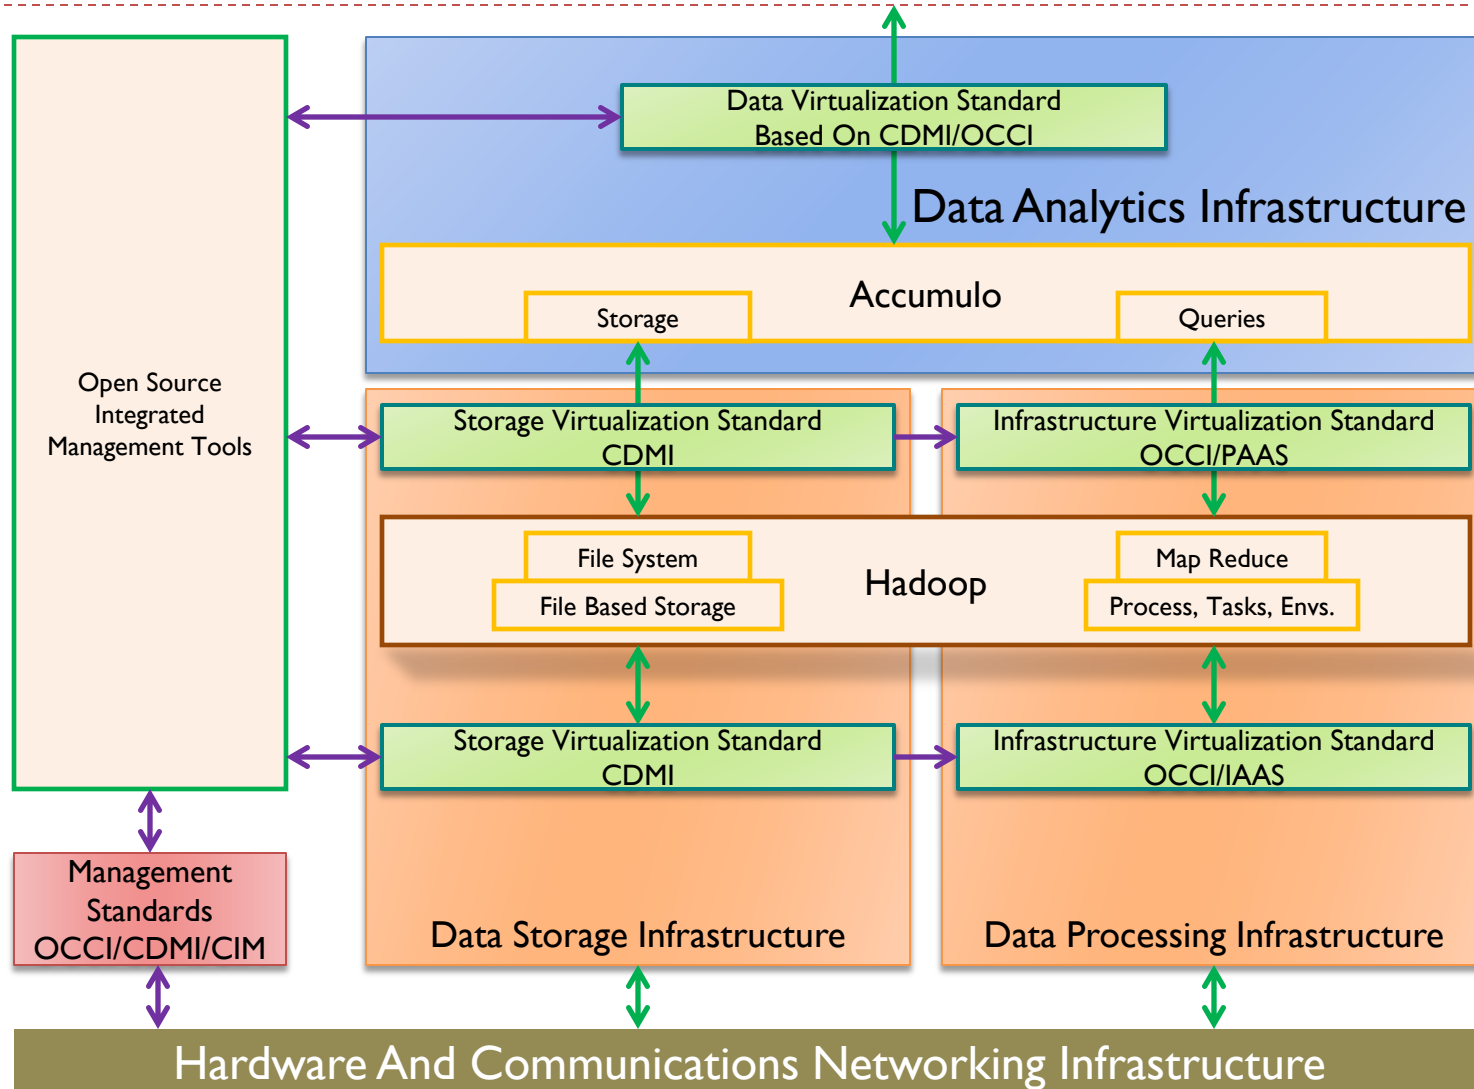 Data Virtualization Standard
Based On CDMI/OCCI
Data Analytics Infrastructure
Accumulo
Storage
Queries
Open Source
Integrated
Management Tools
Storage Virtualization Standard
CDMI
Infrastructure Virtualization Standard
OCCI/PAAS
File System
File Based Storage
Hadoop
Map Reduce
Process, Tasks, Envs.
Storage Virtualization Standard
CDMI
Infrastructure Virtualization Standard
OCCI/IAAS
Management
Standards
OCCI/CDMI/CIM
Data Storage Infrastructure
Data Processing Infrastructure
Hardware And Communications Networking Infrastructure